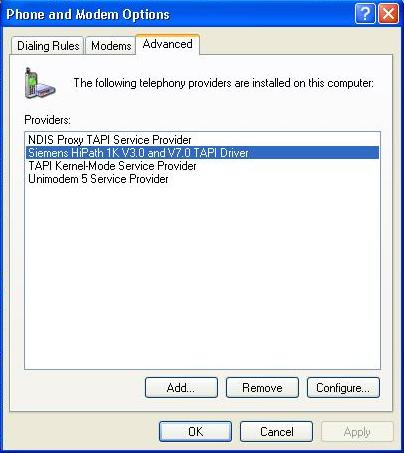 Phone and Modem Options
Dialing Rules Modems Advanced
The following telephony providers are installed on this computer:
Providers:
NDIS Proxy TAPI Service Provider
Siemens HiPath 1K V3.0 and V7.0 TAPI Driver
TAPI Kernel-Mode Service Provider
Unimodem 5 Service Provider
Add... Remove Configure...
OK Cancel Apply